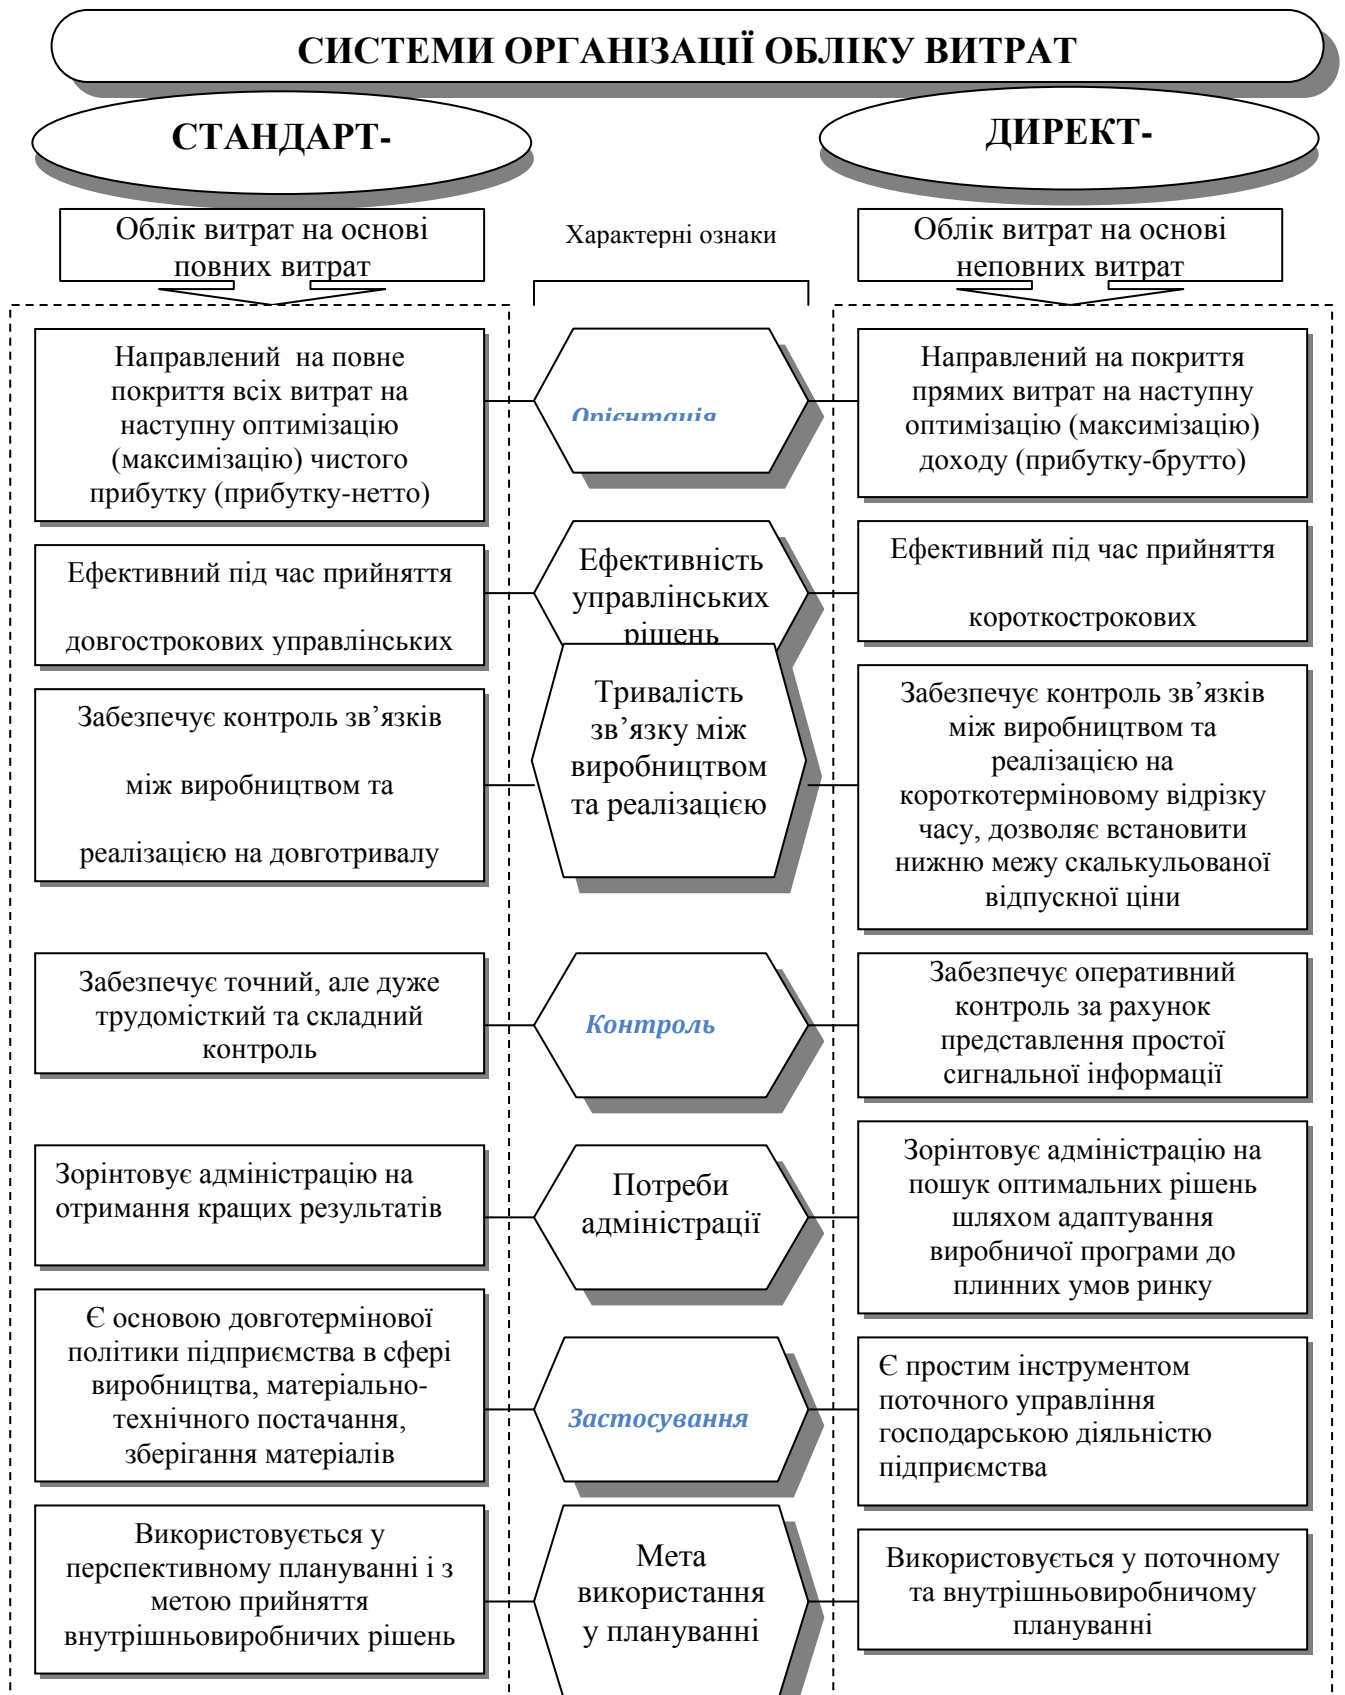 СИСТЕМИ ОРГАНІЗАЦІЇ ОБЛІКУ ВИТРАТ
СТАНДАРТ-
ДИРЕКТ-
Облік витрат на основі
повних витрат
Характерні ознаки
Облік витрат на основі
неповних витрат
Направлений на повне
покриття всіх витрат на
наступну оптимізацію
(максимізацію) чистого
прибутку (прибутку-нетто)
Орієнтація
Направлений на покриття
прямих витрат на наступну
оптимізацію (максимізацію)
доходу (прибутку-брутто)
Ефективний під час прийняття
довгострокових управлінських
Ефективність
управлінських
рішень
Ефективний під час прийняття
короткострокових
Забезпечує контроль зв’язків
між виробництвом та
реалізацією на довготривалу
Тривалість
зв’язку між
виробництвом
та реалізацією
Забезпечує контроль зв’язків
між виробництвом та
реалізацією на
короткотерміновому відрізку
часу, дозволяє встановити
нижню межу скалькульованої
відпускної ціни
Забезпечує точний, але дуже
трудомісткий та складний
контроль
Контроль
Забезпечує оперативний
контроль за рахунок
представлення простої
сигнальної інформації
Зорінтовує адміністрацію на
отримання кращих результатів
Потреби
адміністрації
Зорінтовує адміністрацію на
пошук оптимальних рішень
шляхом адаптування
виробничої програми до
плинних умов ринку
Є основою довготермінової
політики підприємства в сфері
виробництва, матеріально-
технічного постачання,
зберігання матеріалів
Застосування
Є простим інструментом
поточного управління
господарською діяльністю
підприємства
Використовується у
перспективному плануванні і з
метою прийняття
внутрішньовиробничих рішень
Мета
використання
у плануванні
Використовується у поточному
та внутрішньовиробничому
плануванні